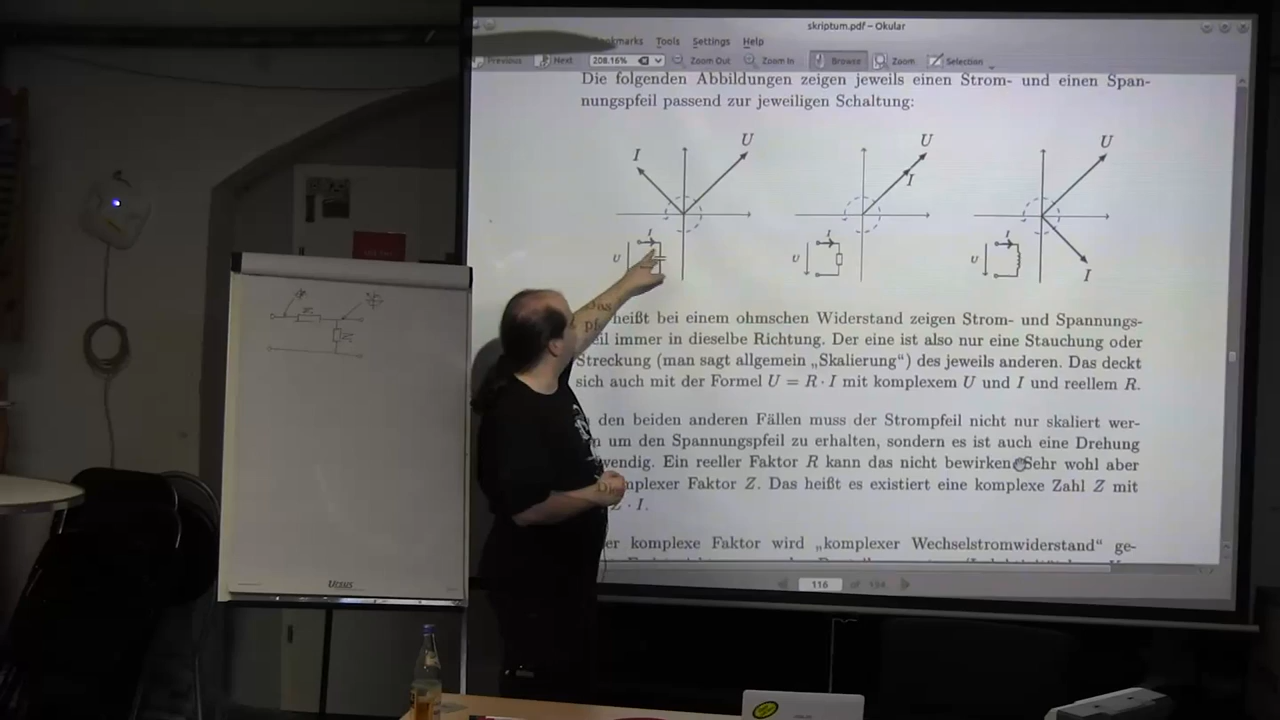 skriptum.pdf – Okular
Bookmarks Tools Settings Help
Previous Next 208.16% Zoom Out Zoom In Browse Zoom Selection
Die folgenden Abbildungen zeigen jeweils einen Strom- und einen Span-
nungspfeil passend zur jeweiligen Schaltung:
I U U I U I
I U I U I U
Das heißt bei einem ohmschen Widerstand zeigen Strom- und Spannungs-
pfeil immer in dieselbe Richtung. Der eine ist also nur eine Stauchung oder
Streckung (man sagt allgemein „Skalierung“) des jeweils anderen. Das deckt
sich auch mit der Formel U = R · I mit komplexem U und I und reellem R.
den beiden anderen Fällen muss der Strompfeil nicht nur skaliert wer-
um den Spannungspfeil zu erhalten, sondern es ist auch eine Drehung
wendig. Ein reeller Faktor R kann das nicht bewirken Sehr wohl aber
mplexer Faktor Z. Das heißt es existiert eine komplexe Zahl Z mit
Z · I.
er komplexe Faktor wird „komplexer Wechselstromwiderstand“ ge-
116 of